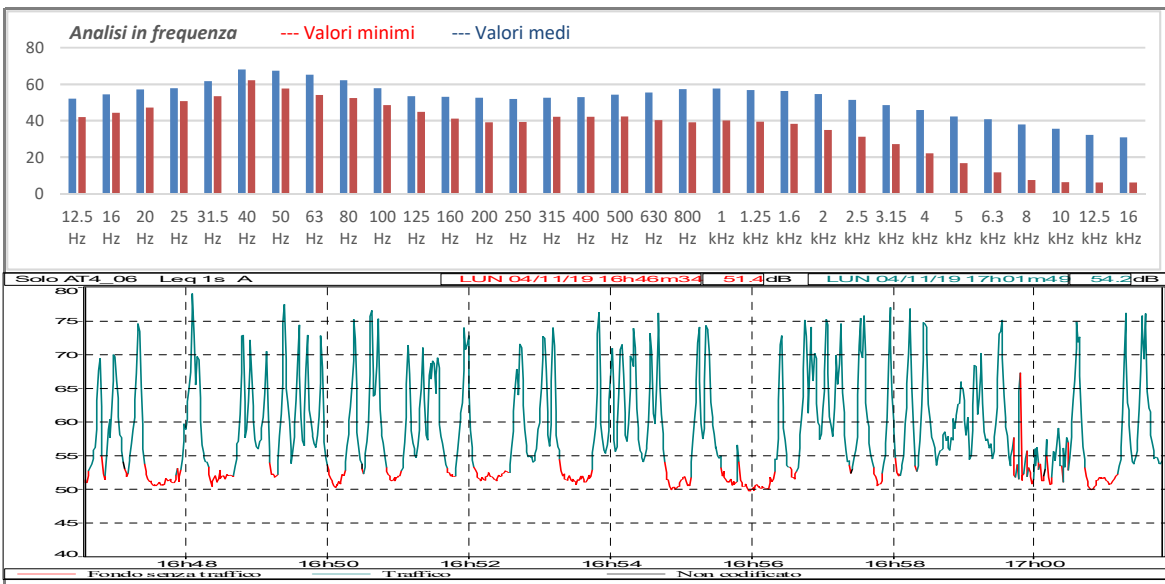 Analisi in frequenza --- Valori minimi --- Valori medi
80
60
40
20
0
12.5 16 20 25 31.5 40 50 63 80 100 125 160 200 250 315 400 500 630 800 1 1.25 1.6 2 2.5 3.15 4 5 6.3 8 10 12.5 16
Hz Hz Hz Hz Hz Hz Hz Hz Hz Hz Hz Hz Hz Hz Hz Hz Hz Hz Hz kHz kHz kHz kHz kHz kHz kHz kHz kHz kHz kHz kHz kHz
Solo AT4_06 Leq 1s A LUN 04/11/19 16h46m34 51.4 dB LUN 04/11/19 17h01m49 54.2 dB
80
75
70
65
60
55
50
45
40
16h48 16h50 16h52 16h54 16h56 16h58 17h00
Fondo senza traffico Traffico Non codificato